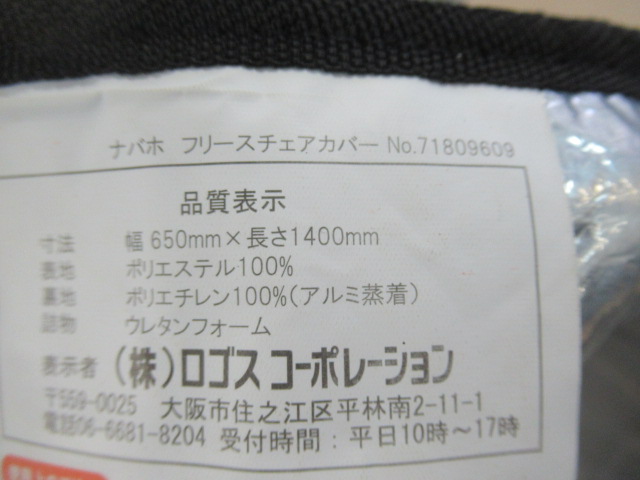 ナバホ フリースチェアカバー No.71809609
品質表示
寸法 幅 650mm×長さ1400mm
表地 ポリエステル100%
裏地 ポリエチレン100%(アルミ蒸着)
詰物 ウレタンフォーム
表示者 (株)ロゴス コーポレーション
〒559-0025 大阪市住之江区平林南2-11-1
電話06-6681-8204 受付時間:平日10時～17時